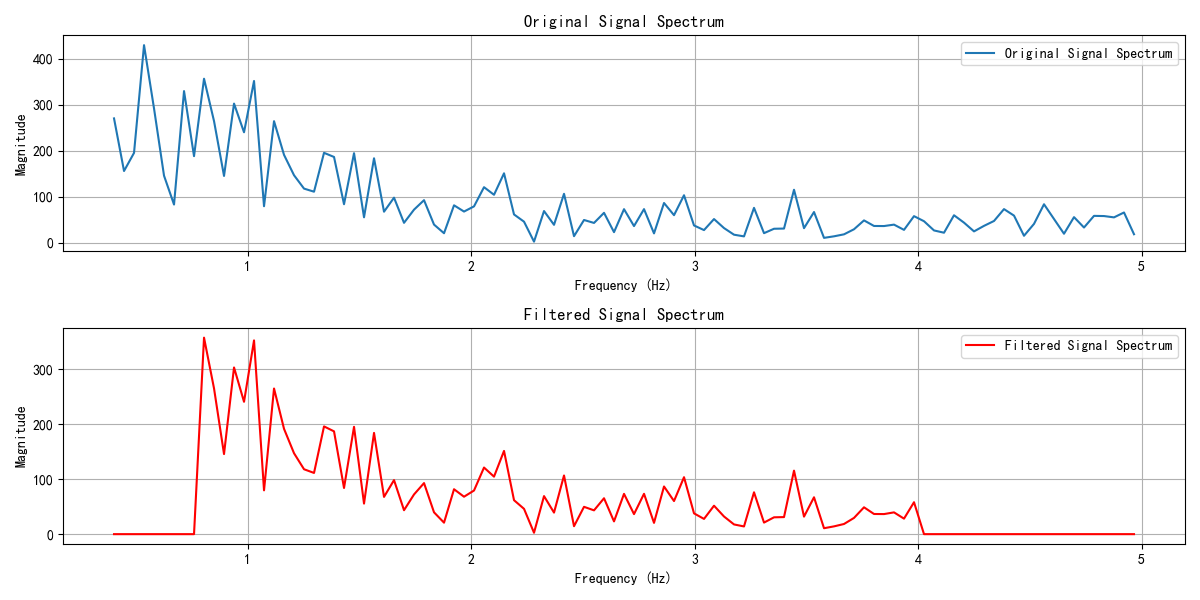 Original Signal Spectrum
Original Signal Spectrum
Magnitude
400
300
200
100
0
1 2 3 4 5
Frequency (Hz)
Filtered Signal Spectrum
Filtered Signal Spectrum
Magnitude
300
200
100
0
1 2 3 4 5
Frequency (Hz)